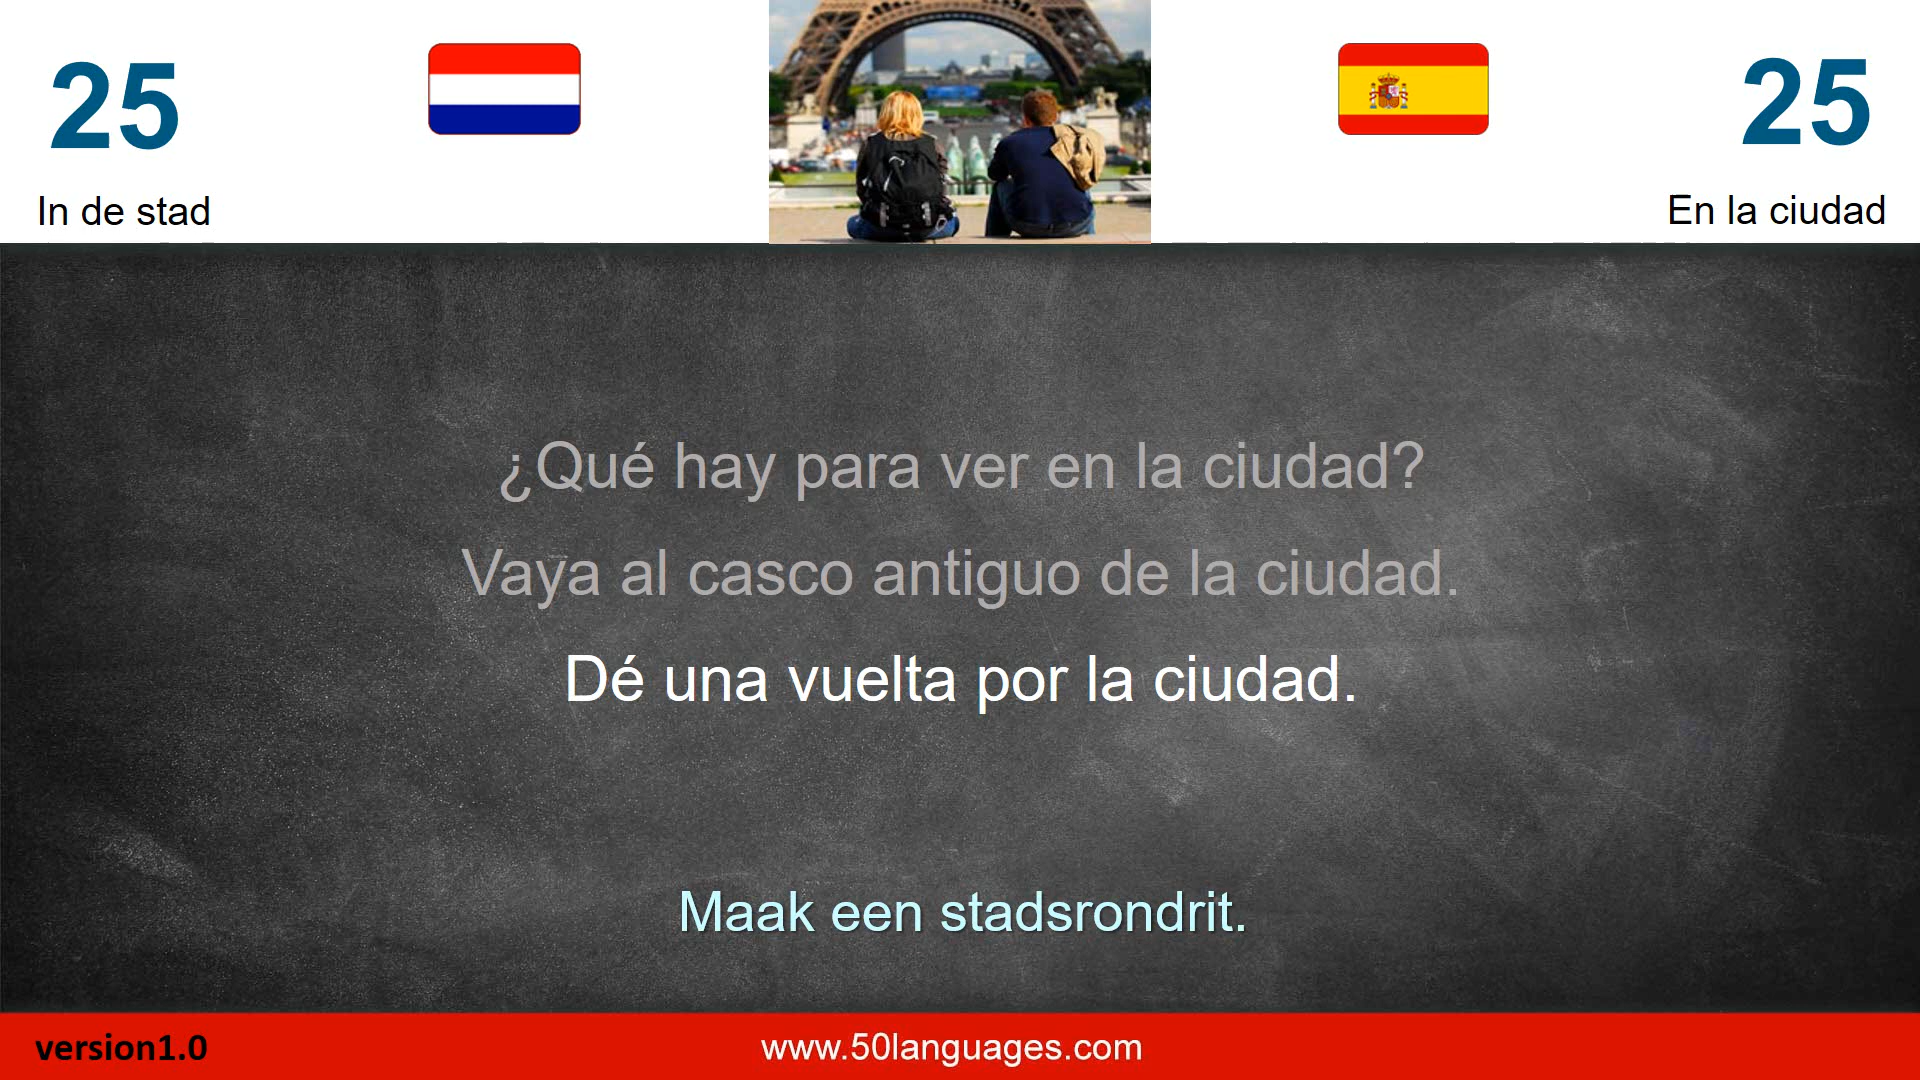 25
25
In de stad
En la ciudad
¿Qué hay para ver en la ciudad?
Vaya al casco antiguo de la ciudad.
Dé una vuelta por la ciudad.
Maak een stadsrondrit.
version1.0
www.50languages.com